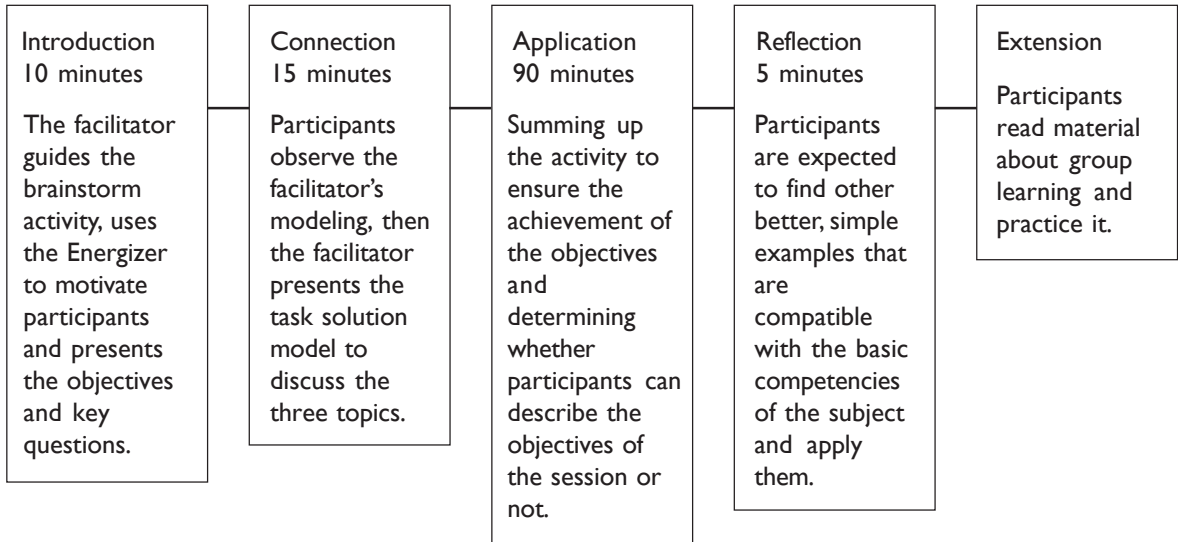 Introduction
10 minutes
The facilitator
guides the
brainstorm
activity, uses
the Energizer
to motivate
participants
and presents
the objectives
and key
questions.
Connection
15 minutes
Participants
observe the
facilitator's
modeling, then
the facilitator
presents the
task solution
model to
discuss the
three topics.
Application
90 minutes
Summing up
the activity to
ensure the
achievement of
the objectives
and
determining
whether
participants can
describe the
objectives of
the session or
not.
Reflection
5 minutes
Participants
are expected
to find other
better, simple
examples that
are
compatible
with the basic
competencies
of the subject
and apply
them.
Extension
Participants
read material
about group
learning and
practice it.